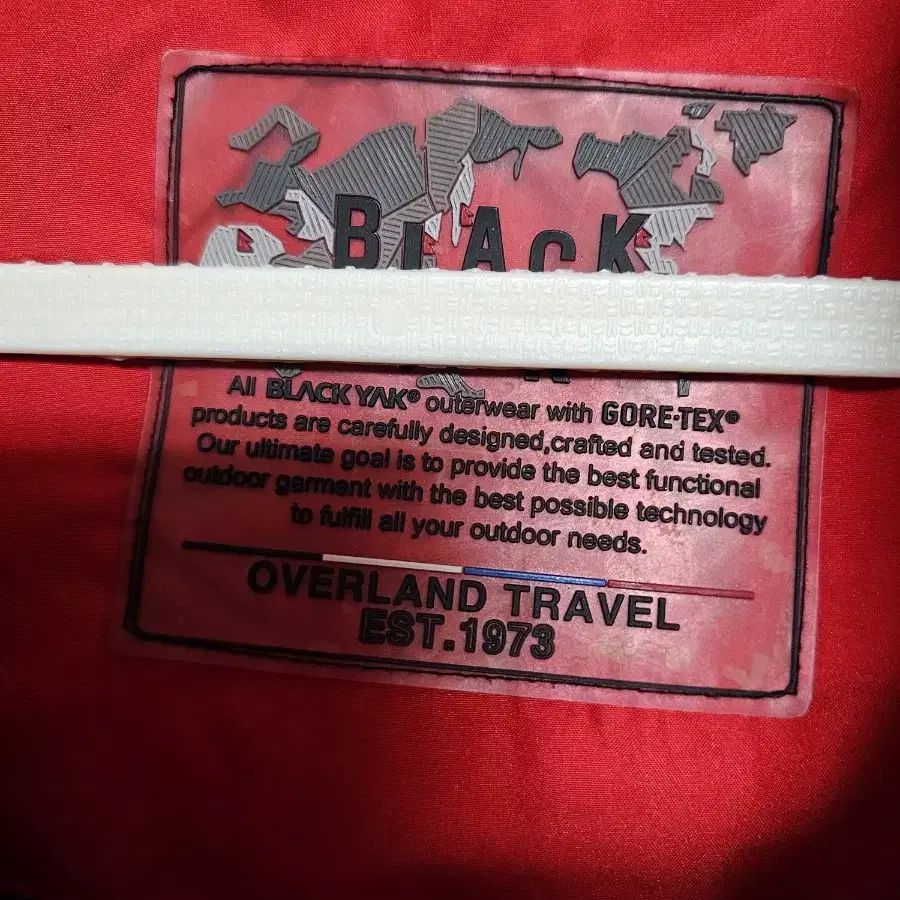 BLACK
All BLACK YAK® outerwear with GORE-TEX®
products are carefully designed,crafted and tested.
Our ultimate goal is to provide the best functional
outdoor garment with the best possible technology
to fulfill all your outdoor needs.
OVERLAND TRAVEL
EST.1973